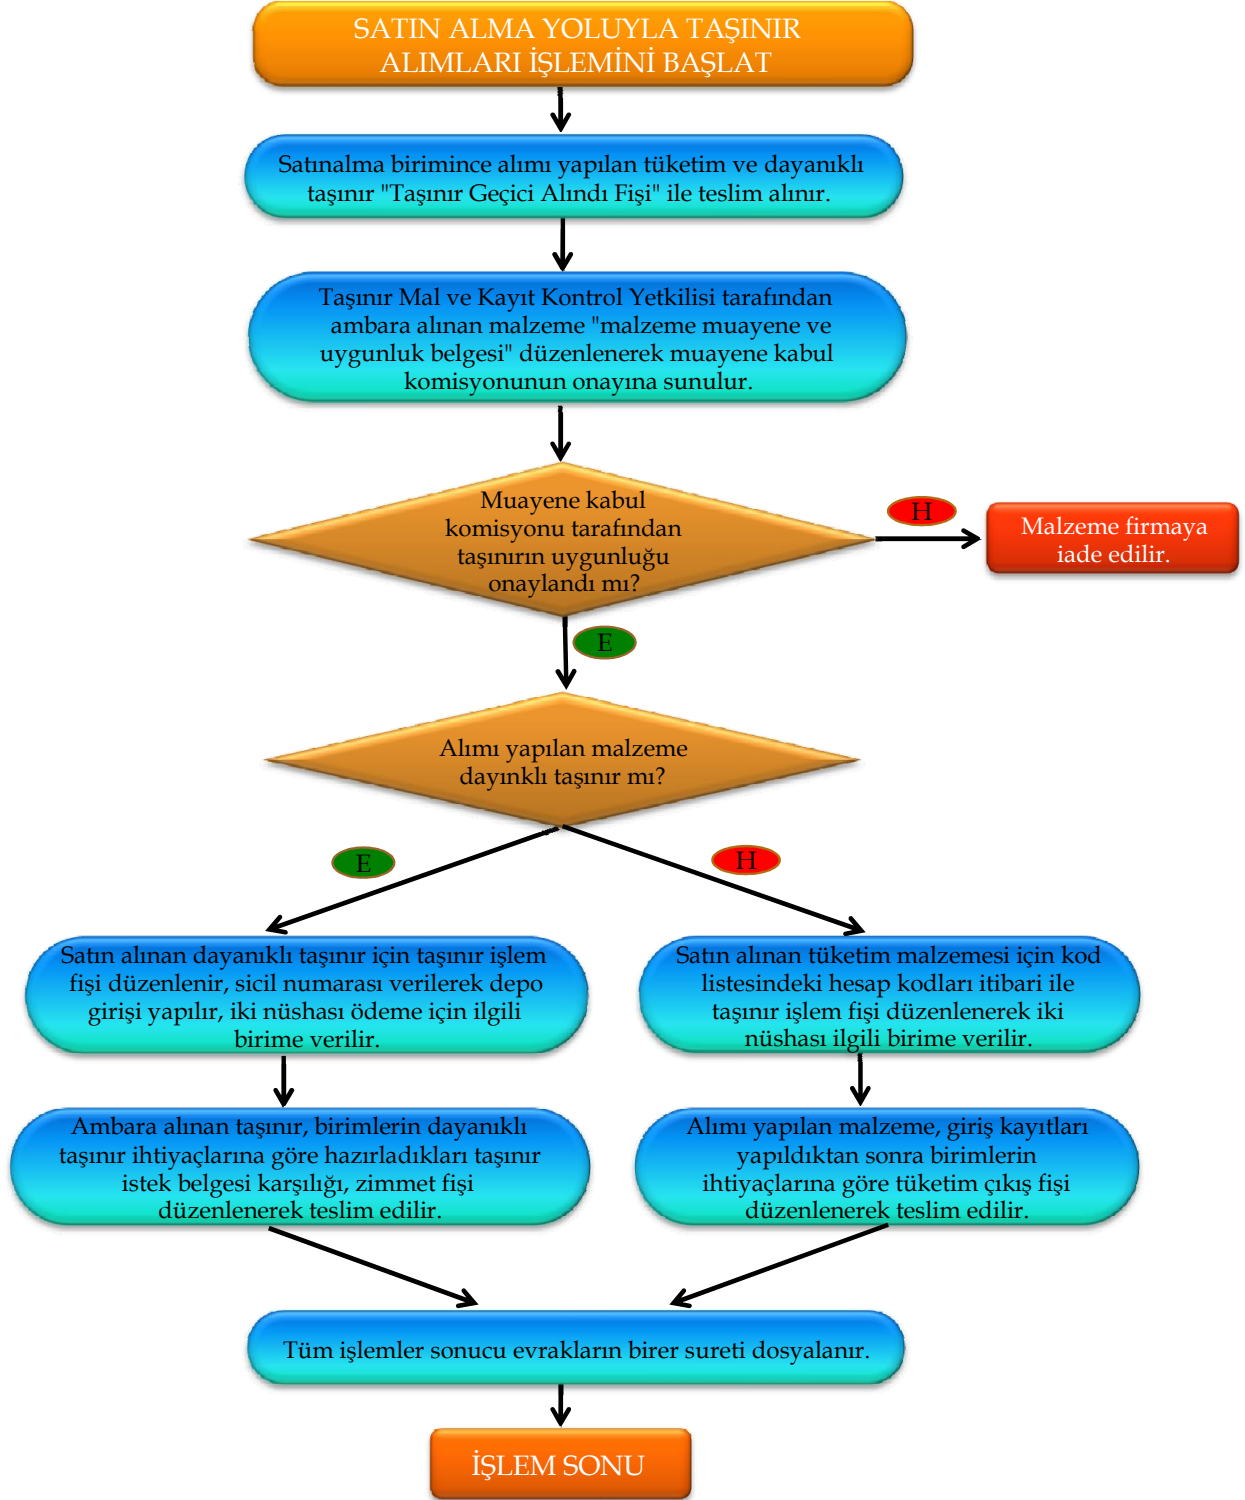 SATIN ALMA YOLUYLA TAŞINIR
ALIMLARI İŞLEMİNİ BAŞLAT
Satınalma birimince alımı yapılan tüketim ve dayanıklı
taşınır "Taşınır Geçici Alındı Fişi" ile teslim alınır.
Taşınır Mal ve Kayıt Kontrol Yetkilisi tarafından
ambara alınan malzeme "malzeme muayene ve
uygunluk belgesi" düzenlenerek muayene kabul
komisyonunun onayına sunulur.
Muayene kabul
komisyonu tarafından
taşınırın uygunluğu
onaylandı mı?
H
Malzeme firmaya
iade edilir.
E
Alımı yapılan malzeme
dayınklı taşınır mı?
E
H
Satın alınan dayanıklı taşınır için taşınır işlem
fişi düzenlenir, sicil numarası verilerek depo
girişi yapılır, iki nüshası ödeme için ilgili
birime verilir.
Satın alınan tüketim malzemesi için kod
listesindeki hesap kodları itibari ile
taşınır işlem fişi düzenlenerek iki
nüshası ilgili birime verilir.
Ambara alınan taşınır, birimlerin dayanıklı
taşınır ihtiyaçlarına göre hazırladıkları taşınır
istek belgesi karşılığı, zimmet fişi
düzenlenerek teslim edilir.
Alımı yapılan malzeme, giriş kayıtları
yapıldıktan sonra birimlerin
ihtiyaçlarına göre tüketim çıkış fişi
düzenlenerek teslim edilir.
Tüm işlemler sonucu evrakların birer sureti dosyalanır.
İŞLEM SONU